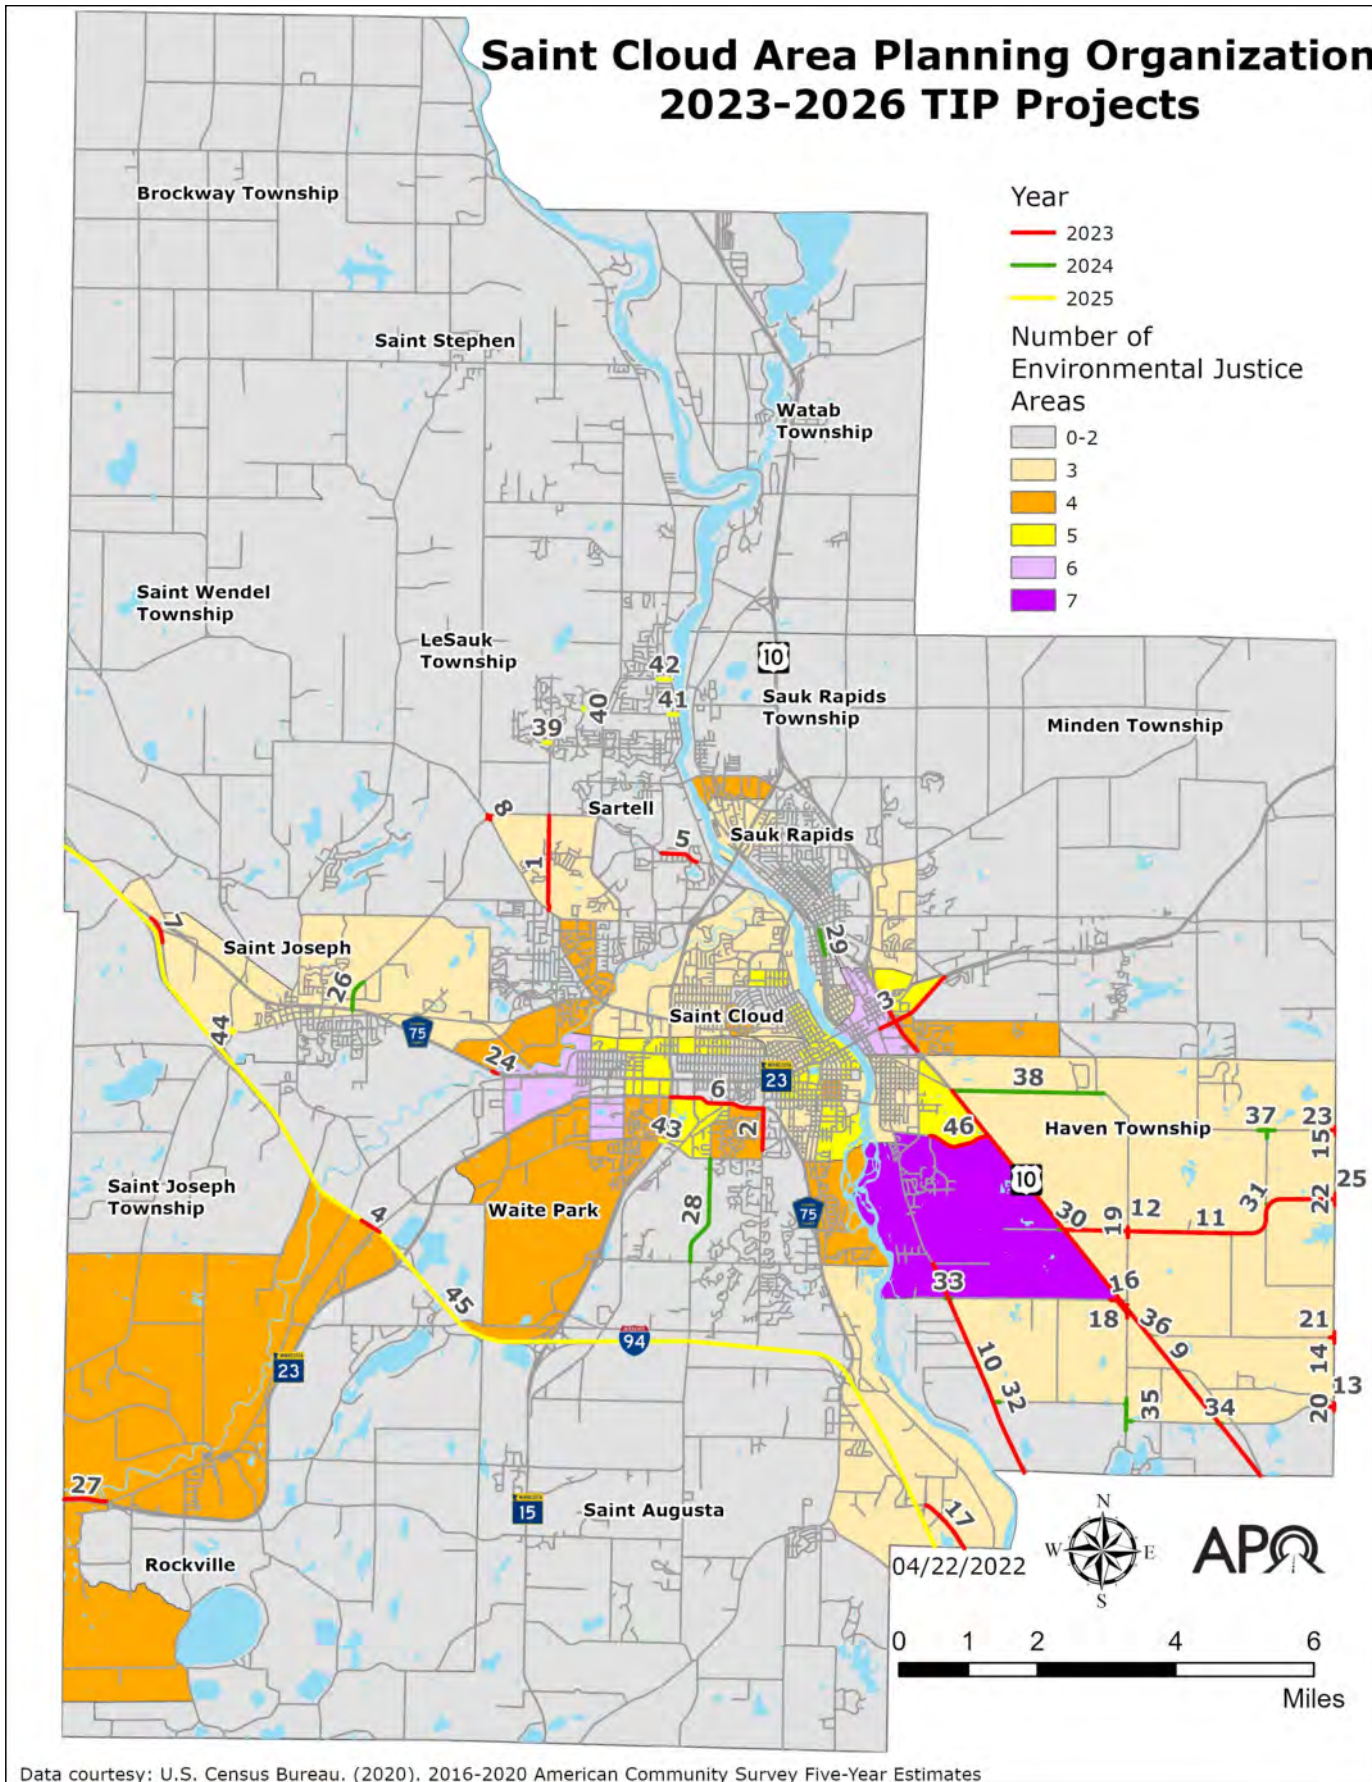 Saint Cloud Area Planning Organization
2023-2026 TIP Projects
Year
2023
2024
2025
Number of
Environmental Justice
Areas
0-2
3
4
5
6
7
Brockway Township
Saint Stephen
Watab
Township
Saint Wendel
Township
LeSauk
Township
42
10
41
40
Sauk Rapids
Township
39
Minden Township
8
Sartell
5
Sauk Rapids
1
7
Saint Joseph
29
26
3
Saint Cloud
44
75
24
23
38
6
43
2
46
37
23
Haven Township
15
10
25
Saint Joseph
Township
22
31
Waite Park
75
28
4
30
19
12
11
33
16
45
18
36
21
94
9
23
10
14
13
32
35
34
20
27
15
Saint Augusta
17
N
W
E
S
APO
Rockville
04/22/2022
0
1
2
4
6
Miles
Data courtesy: U.S. Census Bureau. (2020). 2016-2020 American Community Survey Five-Year Estimates